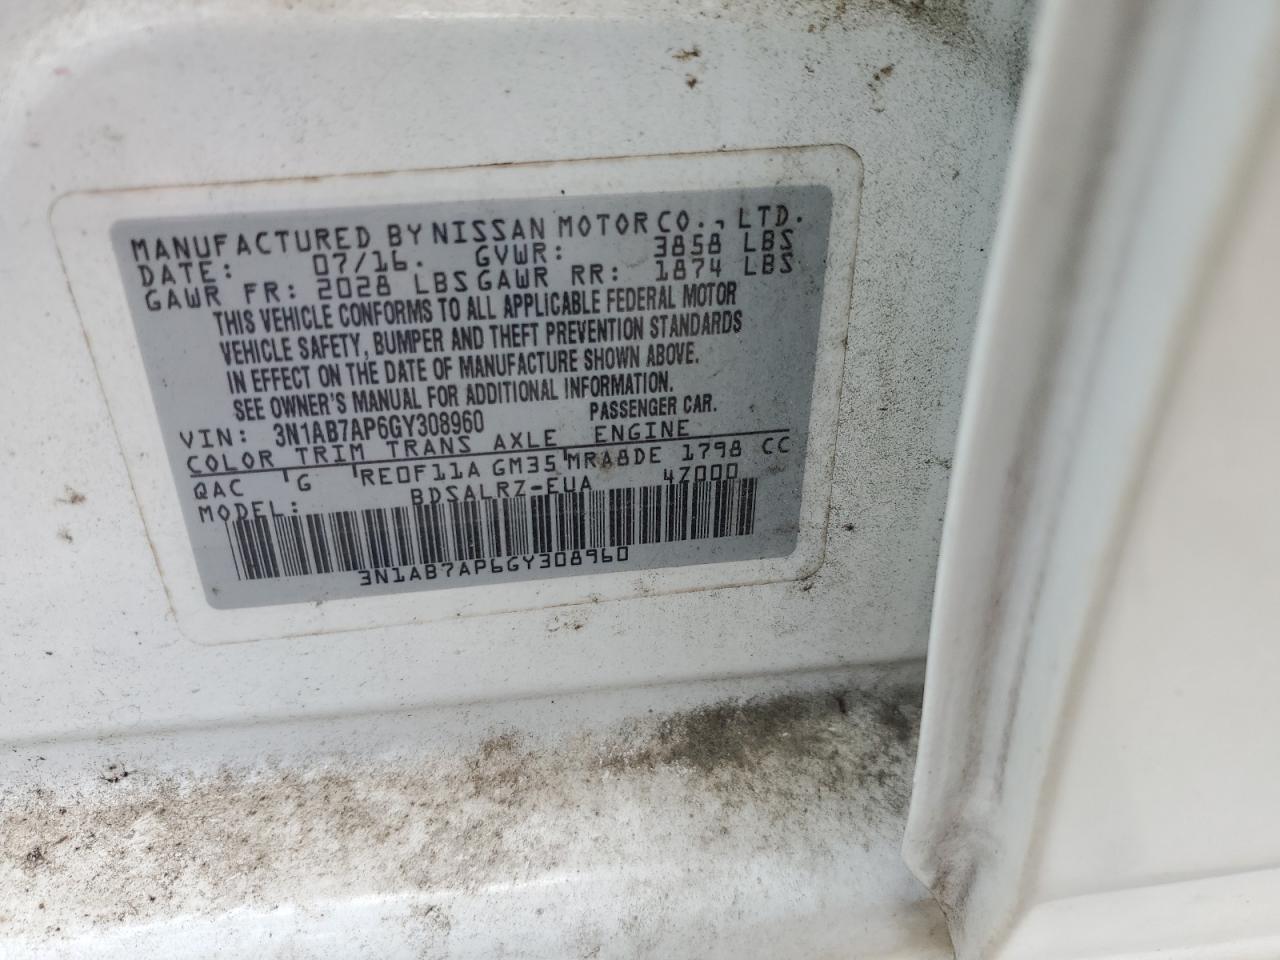 MANUFACTURED BY NISSAN MOTOR CO., LTD.
DATE: 07/16. GVWR: 3858 LBS
GAWR FR: 2028 LBS GAWR RR: 1874 LBS
THIS VEHICLE CONFORMS TO ALL APPLICABLE FEDERAL MOTOR
VEHICLE SAFETY, BUMPER AND THEFT PREVENTION STANDARDS
IN EFFECT ON THE DATE OF MANUFACTURE SHOWN ABOVE.
SEE OWNER'S MANUAL FOR ADDITIONAL INFORMATION.
VIN: 3N1AB7AP6GY308960 PASSENGER CAR.
COLOR TRIM TRANS AXLE ENGINE
QAC G RE0F11A GM35 MRA8DE 1798 CC
MODEL: BDSALRZ-EUA 4Z000
3N1AB7AP6GY308960